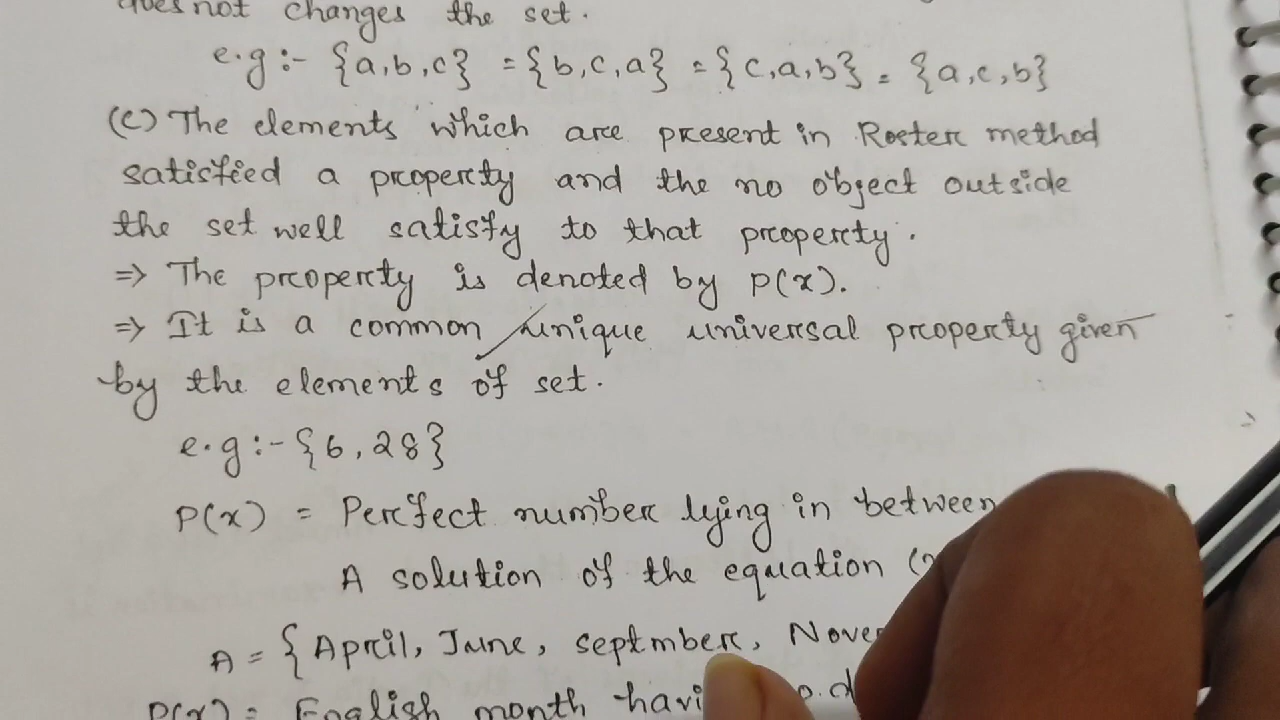 does not changes the set.
e.g:- {a,b,c} = {b,c,a} = {c,a,b} = {a,c,b}
(c) The elements which are present in Roster method
satisfied a property and the no object outside
the set well satisfy to that property.
=> The property is denoted by P(x).
=> It is a common unique universal property given
by the elements of set.
e.g:- {6,28}
P(x) = Perfect number lying in between
A solution of the equation (
A = {April, June, septmber, Nove
P(x) = English month havi